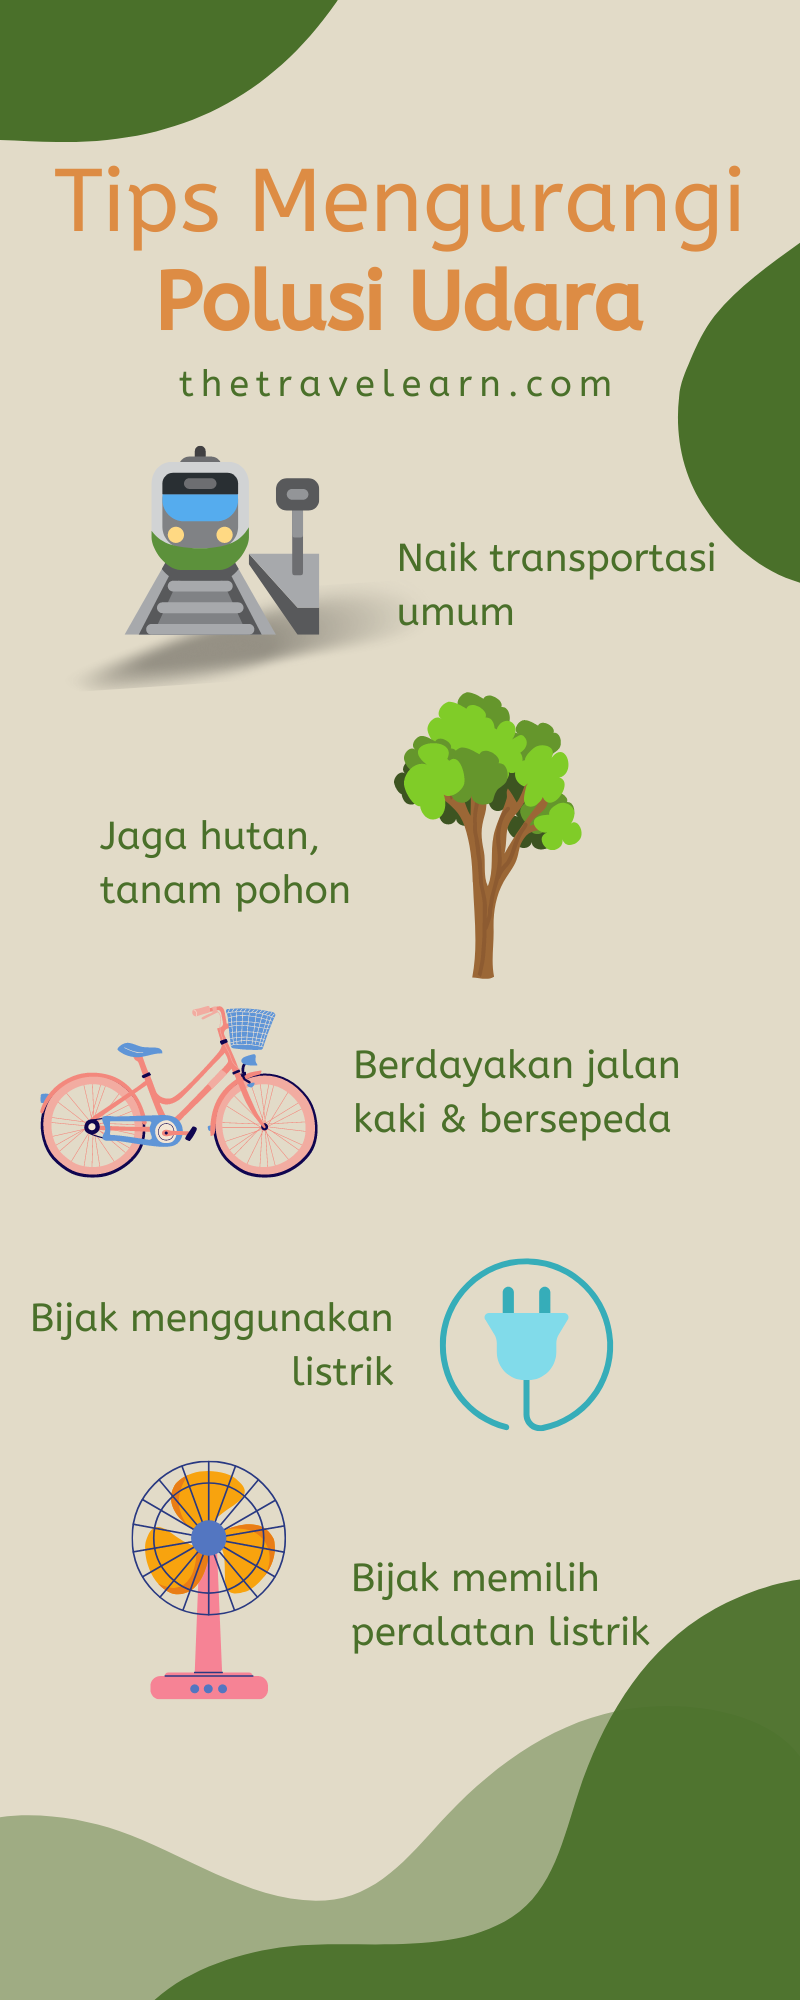 Tips Mengurangi
Polusi Udara
thetravelearn.com
Naik transportasi
umum
Jaga hutan,
tanam pohon
Berdayakan jalan
kaki & bersepeda
Bijak menggunakan
listrik
Bijak memilih
peralatan listrik